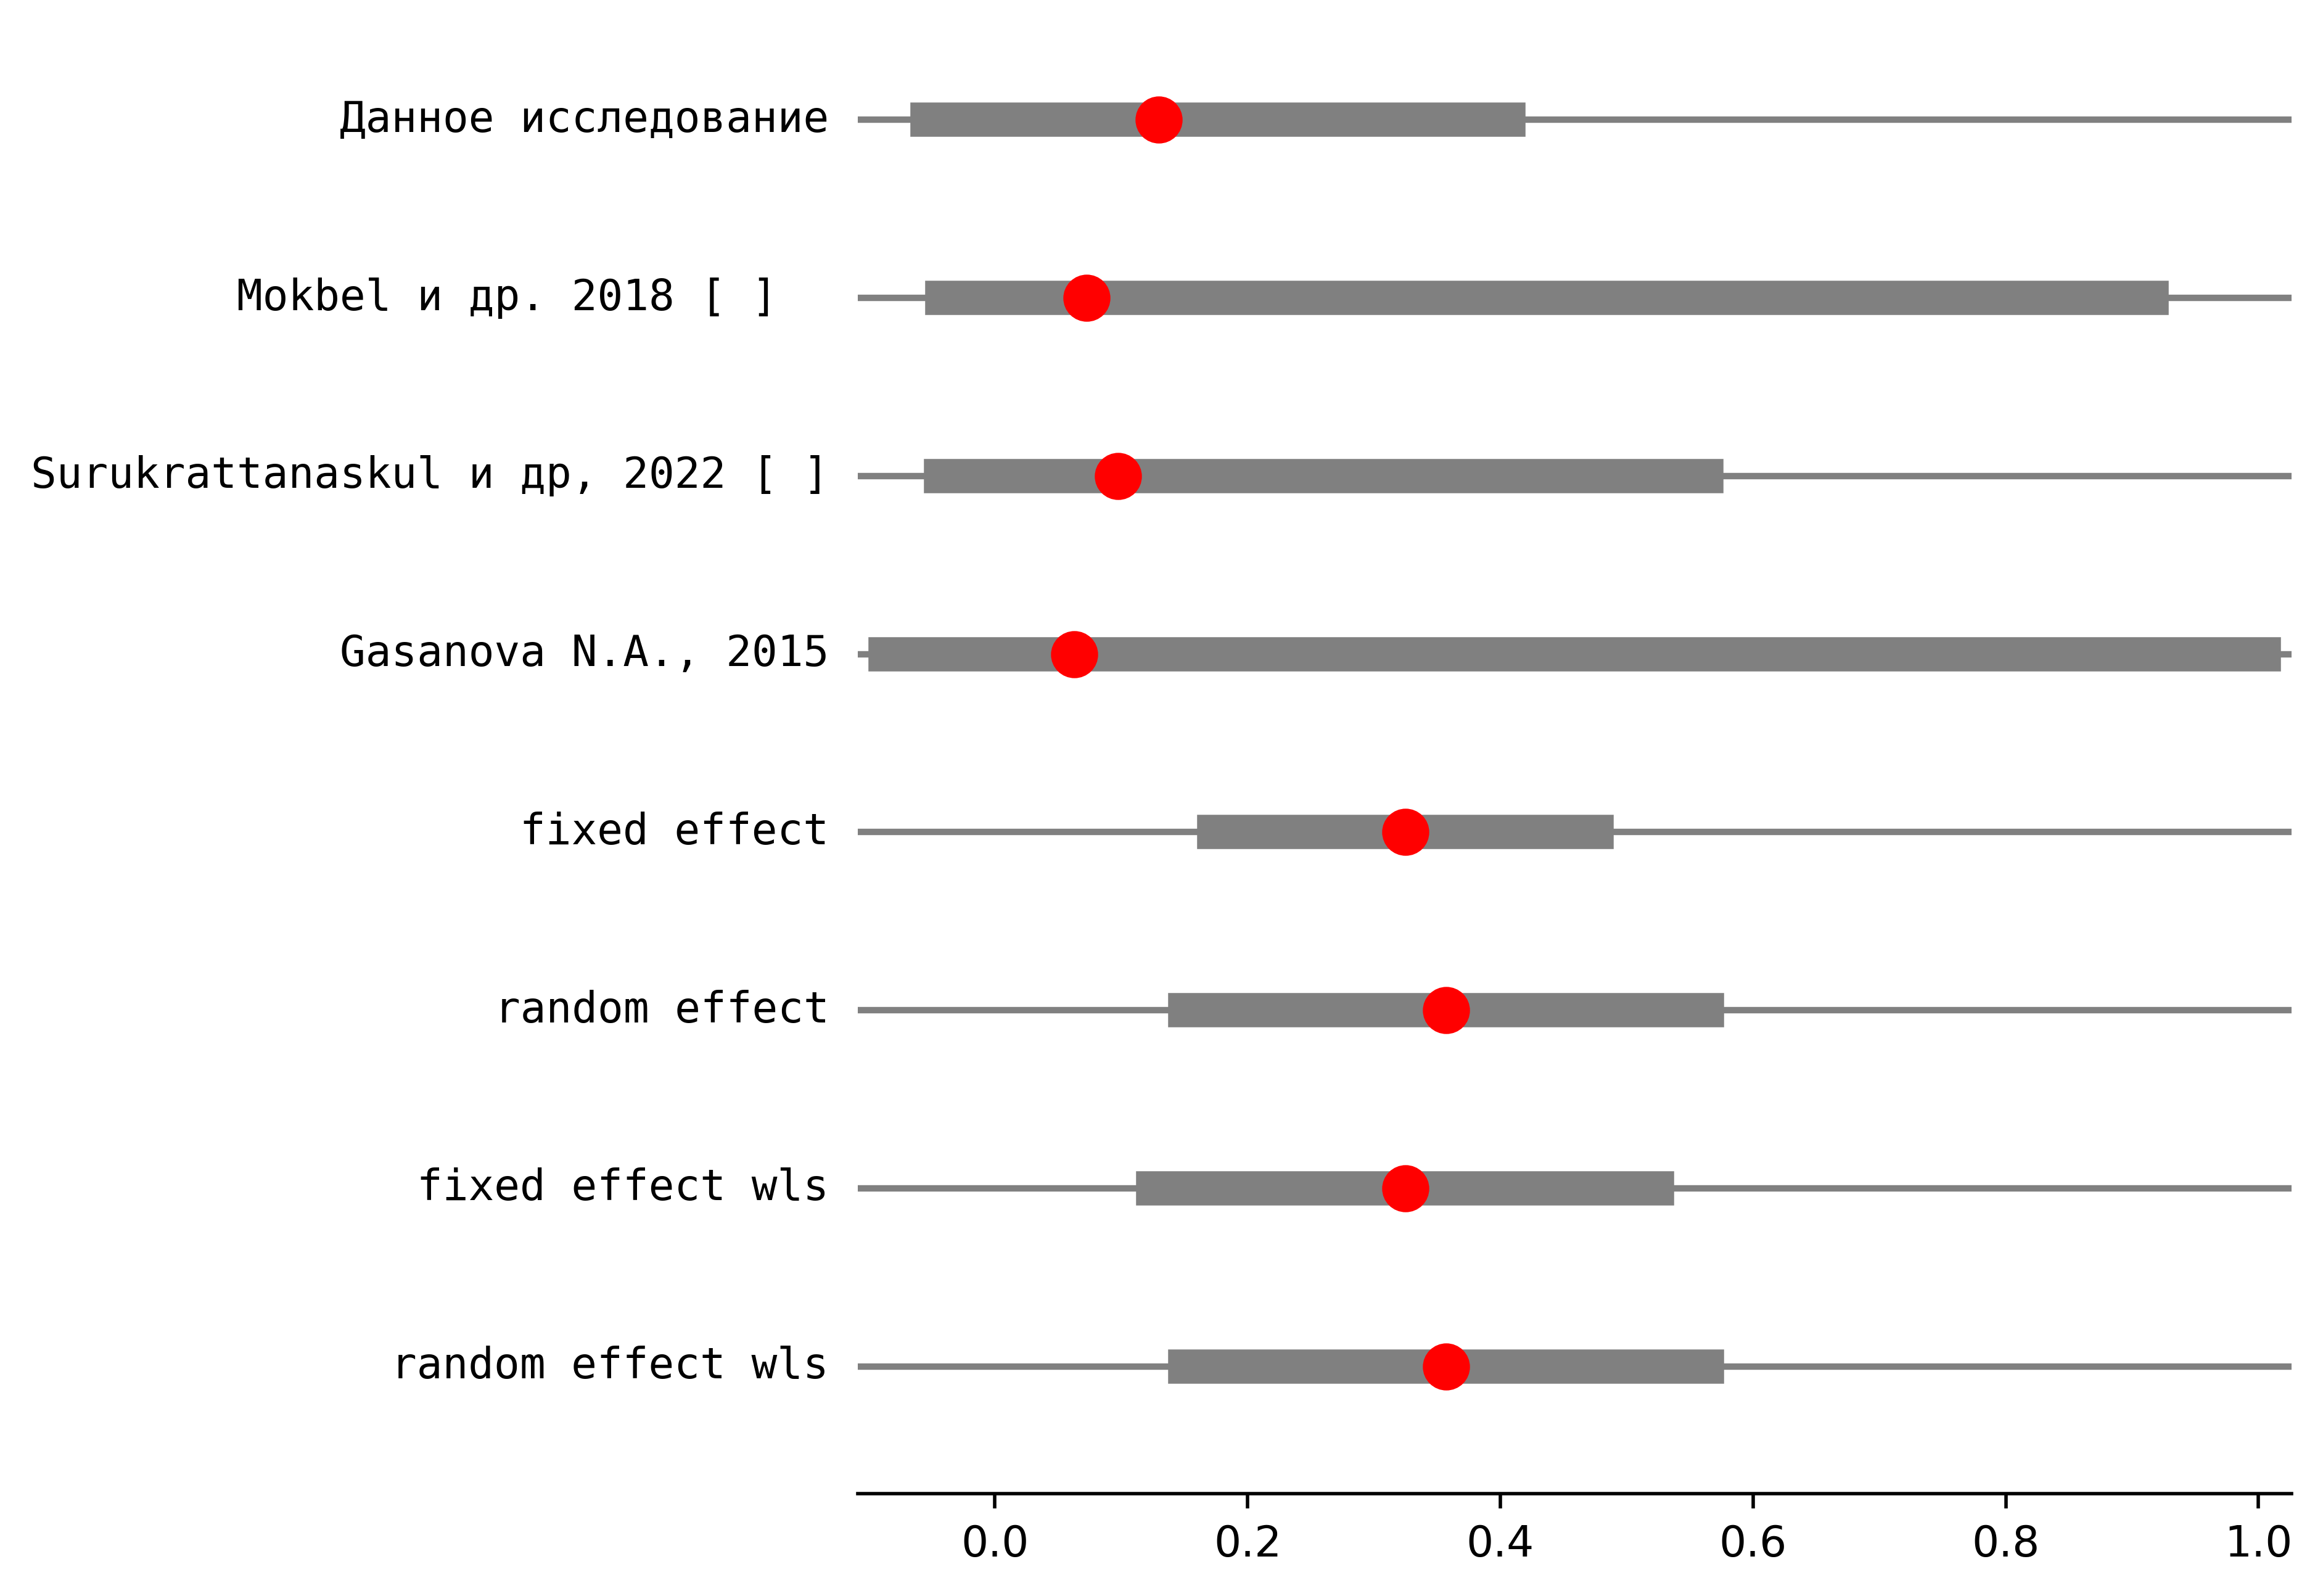 Данное исследование
Mokbel и др. 2018 [ ]
Surukrattanaskul и др, 2022 [ ]
Gasanova N.A., 2015
fixed effect
random effect
fixed effect wls
random effect wls
0.0 0.2 0.4 0.6 0.8 1.0